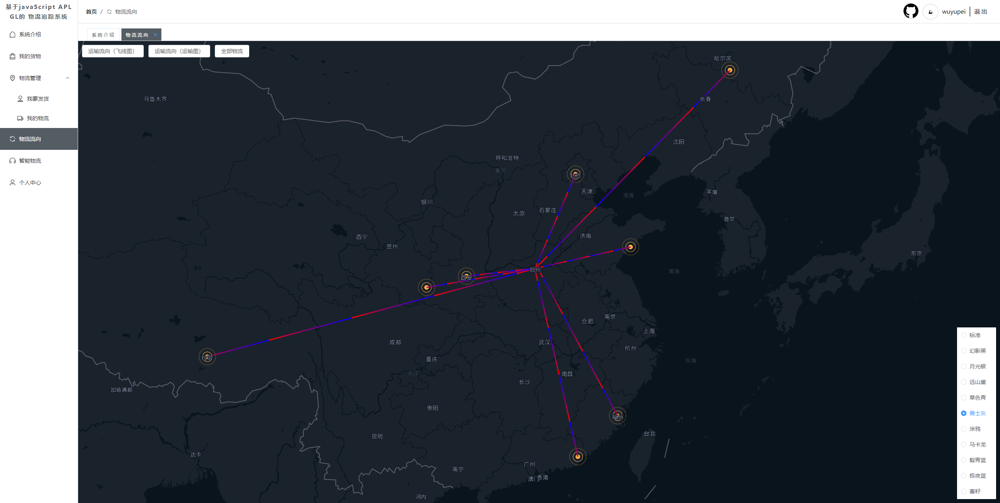 基于javaScript APL
GL的 物流追踪系统
系统介绍
我的货物
物流管理
我要发货
我的物流
物流流向
智能物流
个人中心
首页 / 物流流向
wuyupei
退出
系统介绍
物流流向
运输流向（飞线图）
运输流向（运输图）
全部物流
哈尔滨
乌鲁木齐
长春
沈阳
呼和浩特
黄河
北京
天津
平壤
渤海
银川
石家庄
太原
首尔
西宁
济南
兰州
东京
郑州
黄海
西安
南京
合肥
上海
成都
武汉
杭州
拉萨
重庆
东海
长江
南昌
长沙
加德满都
贵阳
福州
台北
昆明
达卡
广州
南宁
澳门
香港
河内
标准
幻影黑
月光银
远山黛
草色青
雅士灰
涂鸦
马卡龙
靛青蓝
极夜蓝
酱籽